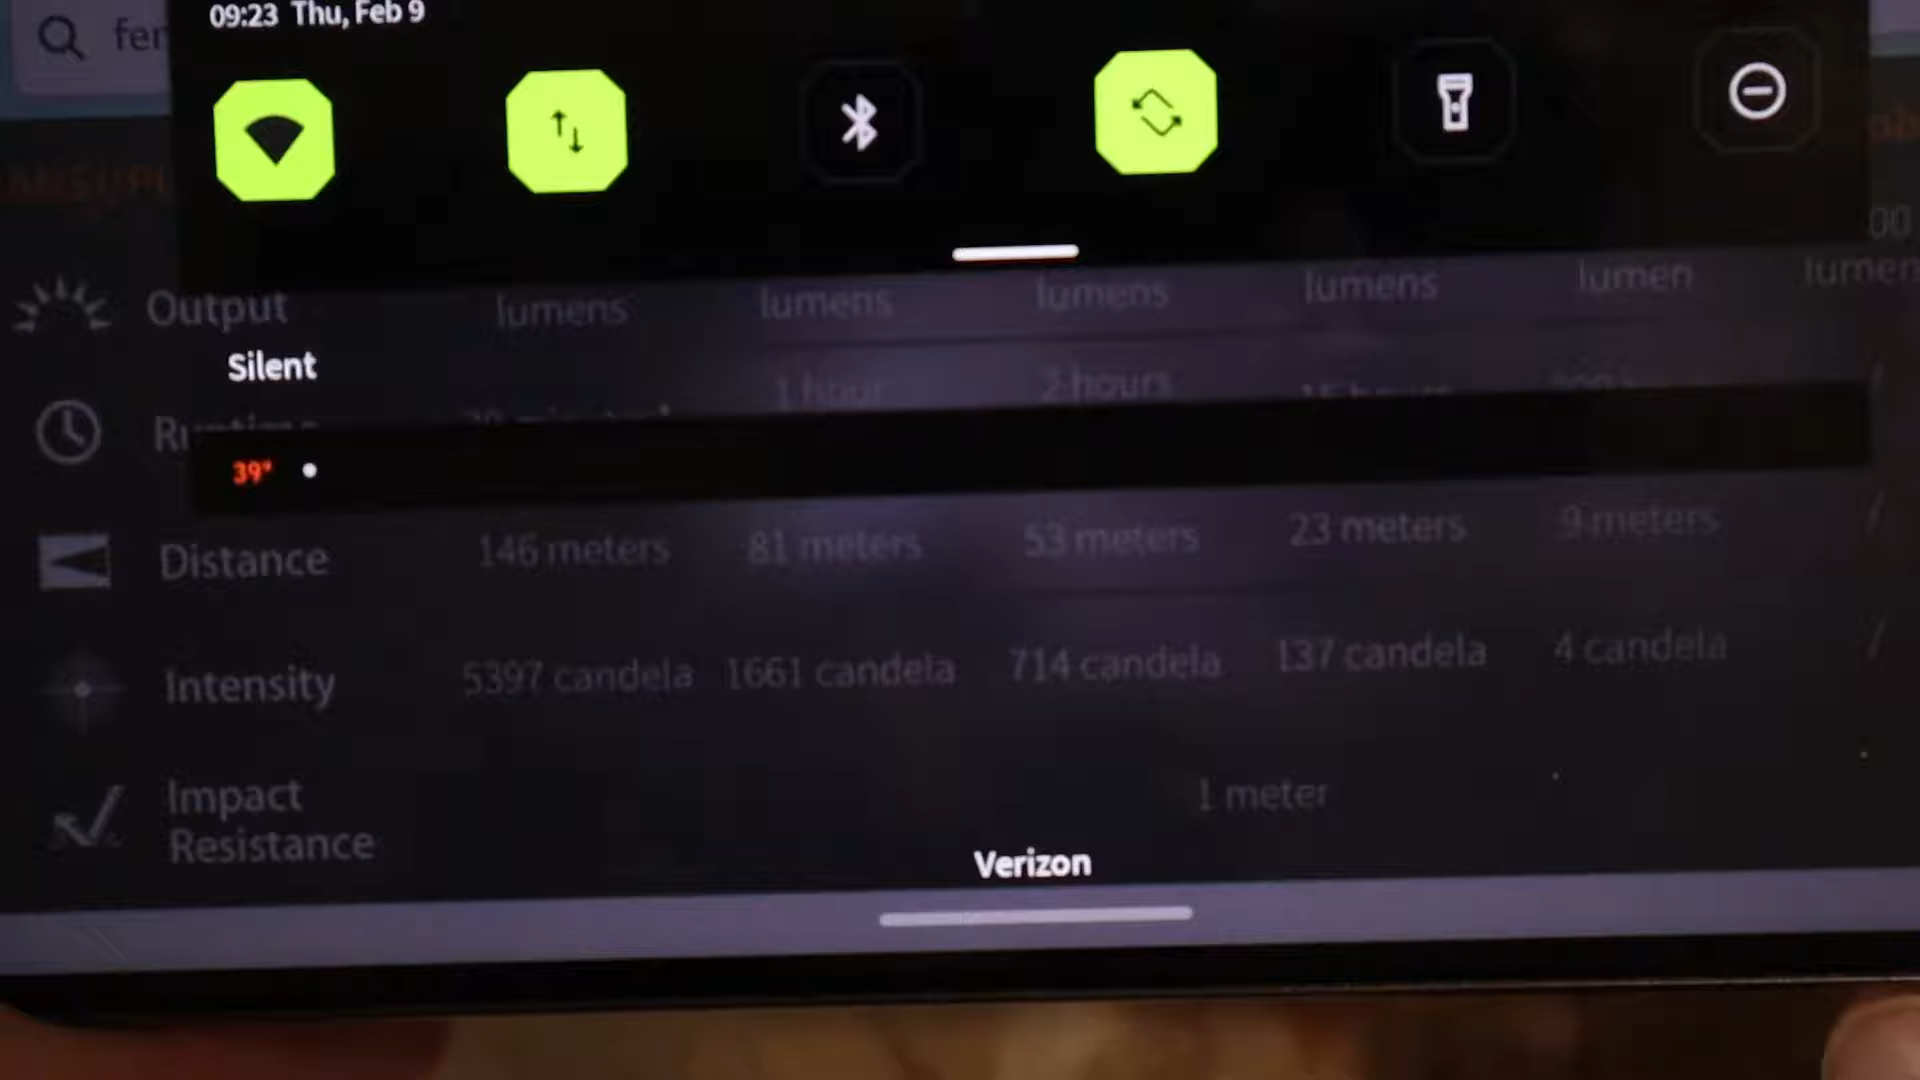 09:23 Thu, Feb 9
fer
Output lumens lumens lumens lumens lumen lumen
Silent
1 hour 2 hours
39°
Distance 146 meters 81 meters 53 meters 23 meters 9 meters /
Intensity 5397 candela 1661 candela 714 candela 137 candela 4 candela /
Impact
Resistance
1 meter
Verizon